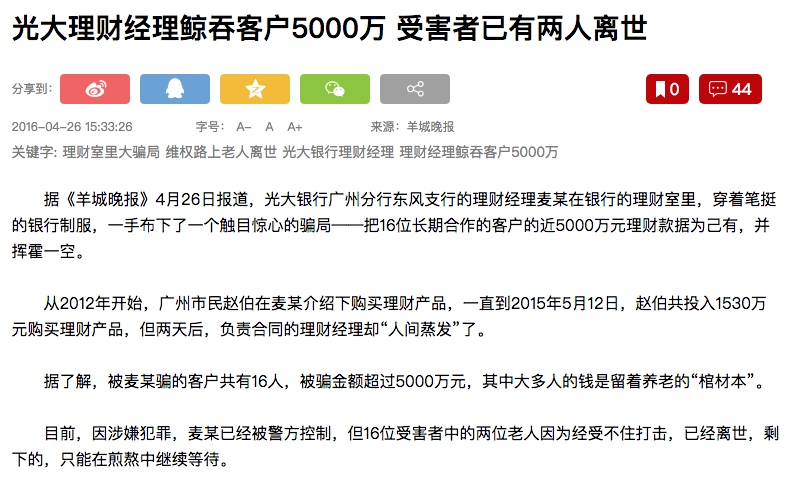 光大理财经理鲸吞客户5000万 受害者已有两人离世
分享到: 0 44
2016-04-26 15:33:26 字号: A- A A+ 来源: 羊城晚报
关键字: 理财室里大骗局 维权路上老人离世 光大银行理财经理 理财经理鲸吞客户5000万
据《羊城晚报》4月26日报道，光大银行广州分行东风支行的理财经理麦某在银行的理财室里，穿着笔挺
的银行制服，一手布下了一个触目惊心的骗局——把16位长期合作的客户的近5000万元理财款据为己有，并
挥霍一空。
从2012年开始，广州市民赵伯在麦某介绍下购买理财产品，一直到2015年5月12日，赵伯共投入1530万
元购买理财产品，但两天后，负责合同的理财经理却“人间蒸发”了。
据了解，被麦某骗的客户共有16人，被骗金额超过5000万元，其中大多人的钱是留着养老的“棺材本”。
目前，因涉嫌犯罪，麦某已经被警方控制，但16位受害者中的两位老人因为经受不住打击，已经离世，剩
下的，只能在煎熬中继续等待。